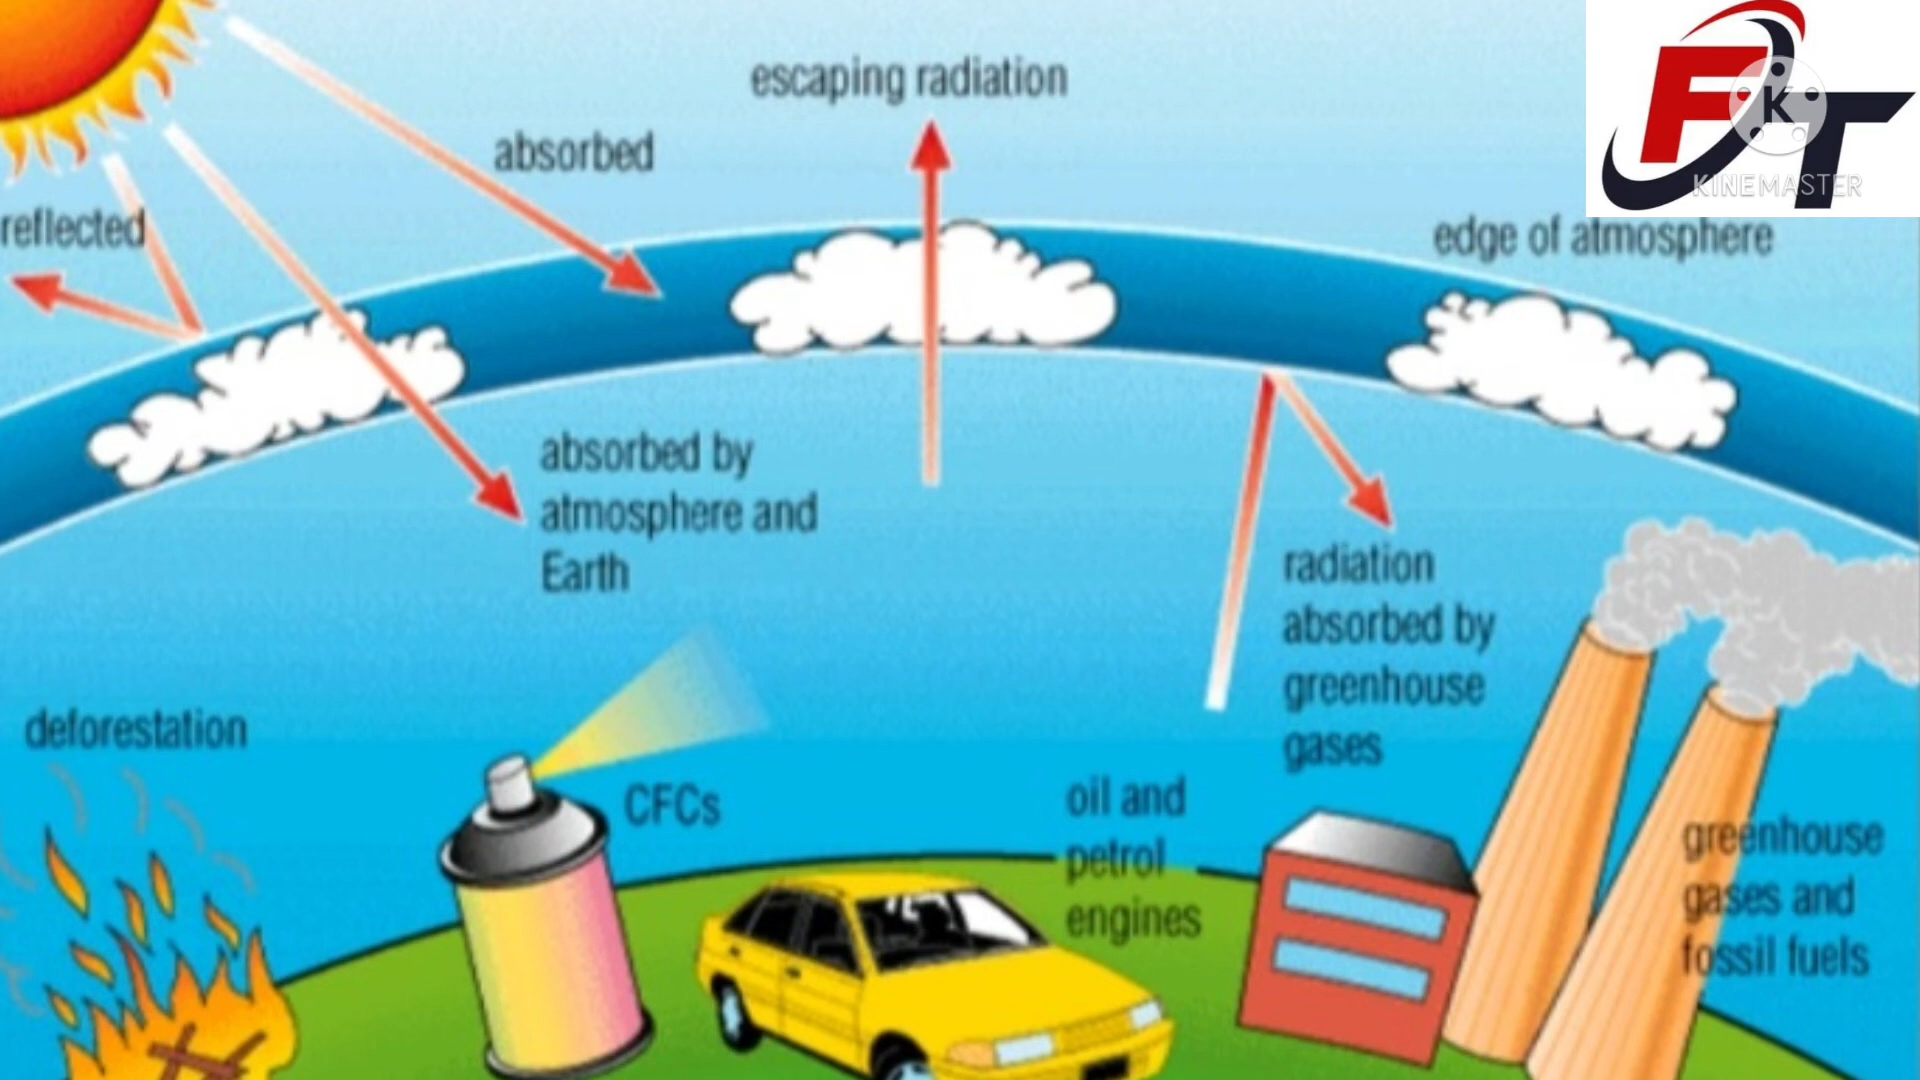 escaping radiation
absorbed
reflected
edge of atmosphere
absorbed by
atmosphere and
Earth
radiation
absorbed by
greenhouse
gases
deforestation
CFCs
oil and
petrol
engines
greenhouse
gases and
fossil fuels
FT
K
KINEMASTER